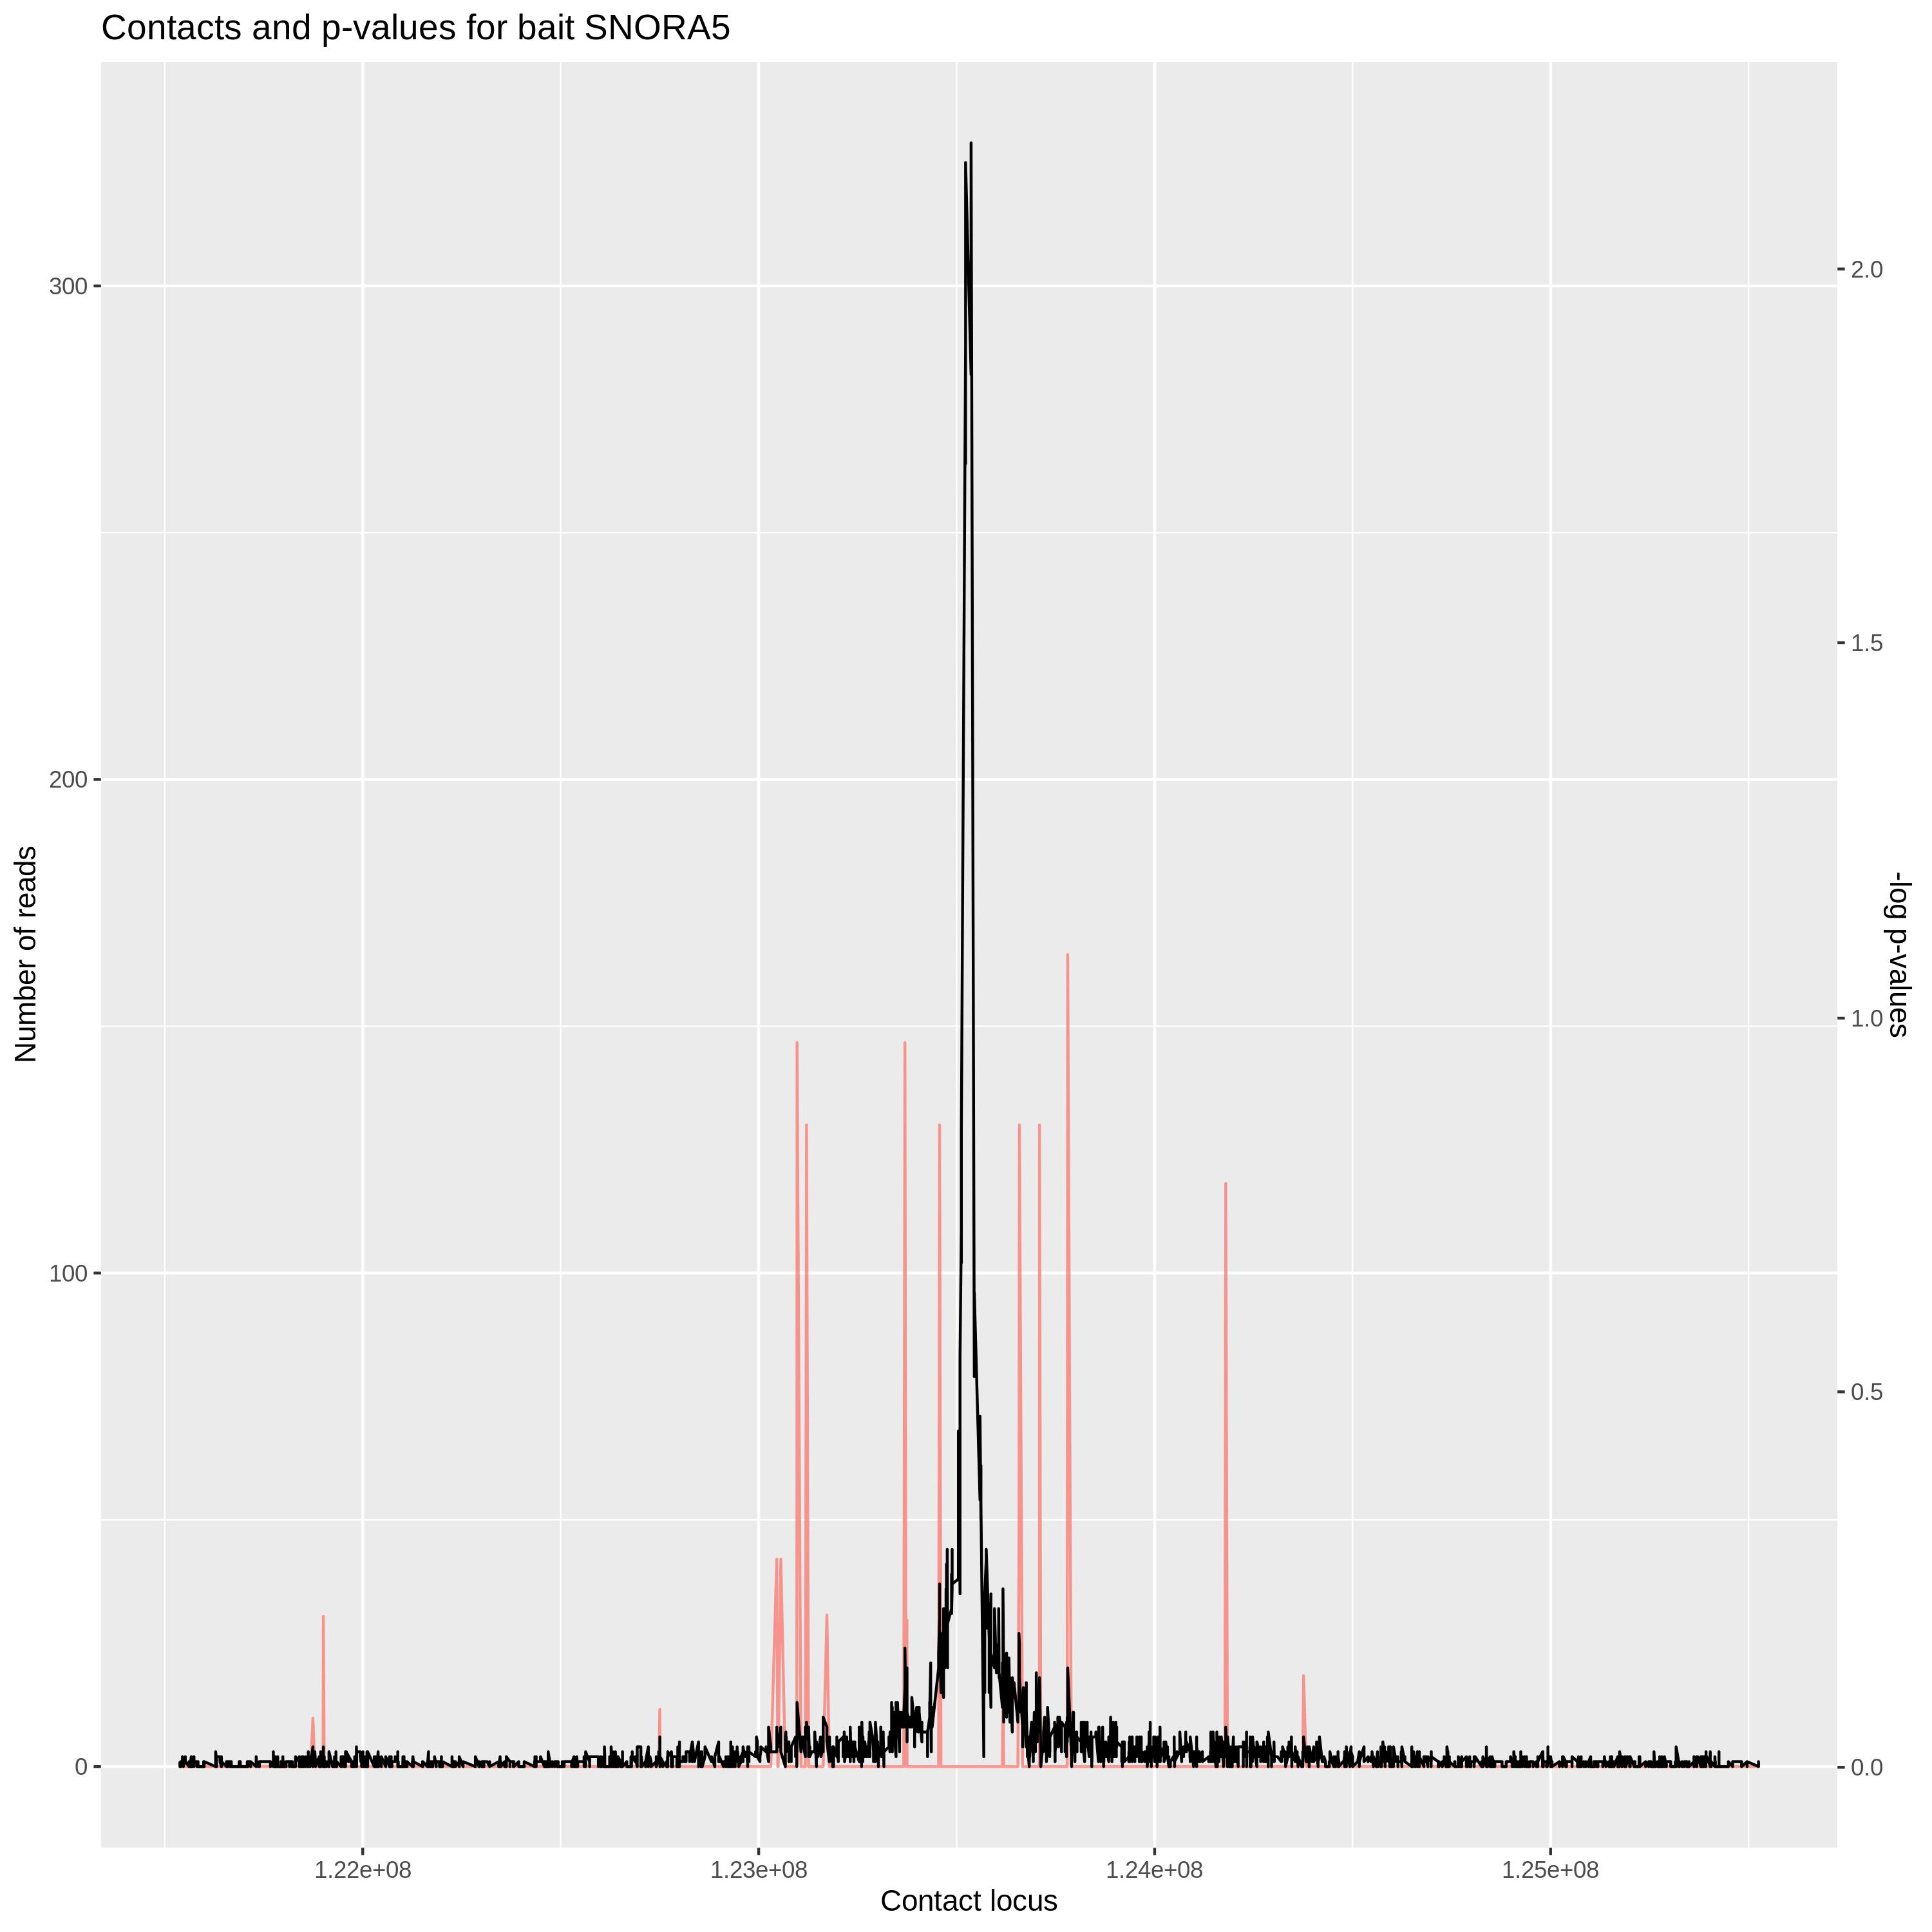 Contacts and p-values for bait SNORA5
Number of reads
300
200
100
0
2.0
1.5
1.0
0.5
0.0
-log p-values
1.22e+08
1.23e+08
1.24e+08
1.25e+08
Contact locus